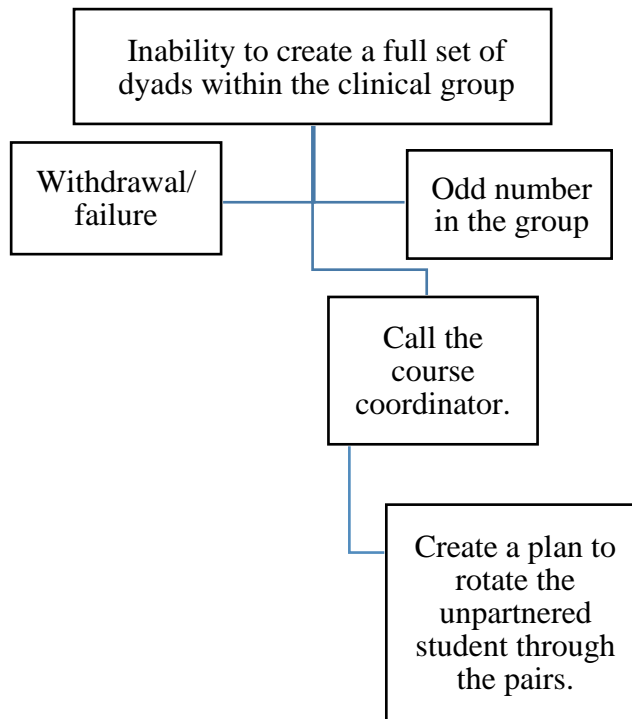 Inability to create a full set of
dyads within the clinical group
Withdrawal/
failure
Odd number
in the group
Call the
course
coordinator.
Create a plan to
rotate the
unpartnered
student through
the pairs.